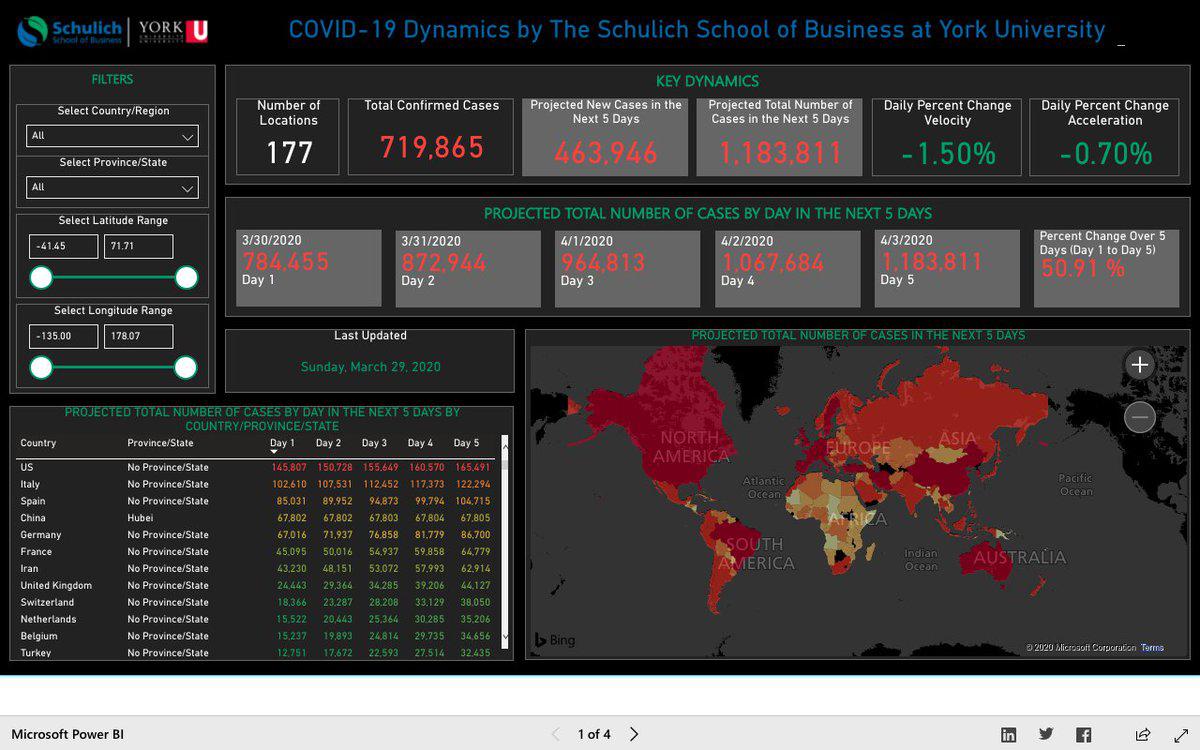 Schulich
School of Business
YORK U
UNIVERSITÉ UNIVERSITY
COVID-19 Dynamics by The Schulich School of Business at York University
FILTERS
Select Country/Region
All
Select Province/State
All
Select Latitude Range
-41.45 71.71
Select Longitude Range
-135.00 178.07
KEY DYNAMICS
Number of
Locations
177
Total Confirmed Cases
719,865
Projected New Cases in the
Next 5 Days
463,946
Projected Total Number of
Cases in the Next 5 Days
1,183,811
Daily Percent Change
Velocity
-1.50%
Daily Percent Change
Acceleration
-0.70%
PROJECTED TOTAL NUMBER OF CASES BY DAY IN THE NEXT 5 DAYS
3/30/2020
784,455
Day 1
3/31/2020
872,944
Day 2
4/1/2020
964,813
Day 3
4/2/2020
1,067,684
Day 4
4/3/2020
1,183,811
Day 5
Percent Change Over 5
Days (Day 1 to Day 5)
50.91 %
Last Updated
Sunday, March 29, 2020
PROJECTED TOTAL NUMBER OF CASES BY DAY IN THE NEXT 5 DAYS BY
COUNTRY/PROVINCE/STATE
Country Province/State Day 1 Day 2 Day 3 Day 4 Day 5
US No Province/State 145,807 150,728 155,649 160,570 165,491
Italy No Province/State 102,610 107,531 112,452 117,373 122,294
Spain No Province/State 85,031 89,952 94,873 99,794 104,715
China Hubei 67,802 67,802 67,803 67,804 67,805
Germany No Province/State 67,016 71,937 76,858 81,779 86,700
France No Province/State 45,095 50,016 54,937 59,858 64,779
Iran No Province/State 43,230 48,151 53,072 57,993 62,914
United Kingdom No Province/State 24,443 29,364 34,285 39,206 44,127
Switzerland No Province/State 18,366 23,287 28,208 33,129 38,050
Netherlands No Province/State 15,522 20,443 25,364 30,285 35,206
Belgium No Province/State 15,237 19,893 24,814 29,735 34,656
Turkey No Province/State 12,751 17,672 22,593 27,514 32,435
PROJECTED TOTAL NUMBER OF CASES IN THE NEXT 5 DAYS
NORTH
AMERICA
EUROPE
ASIA
Atlantic
Ocean
Pacific
Ocean
AFRICA
SOUTH
AMERICA
Indian
Ocean
AUSTRALIA
Bing
© 2020 Microsoft Corporation Terms
Microsoft Power BI
1 of 4